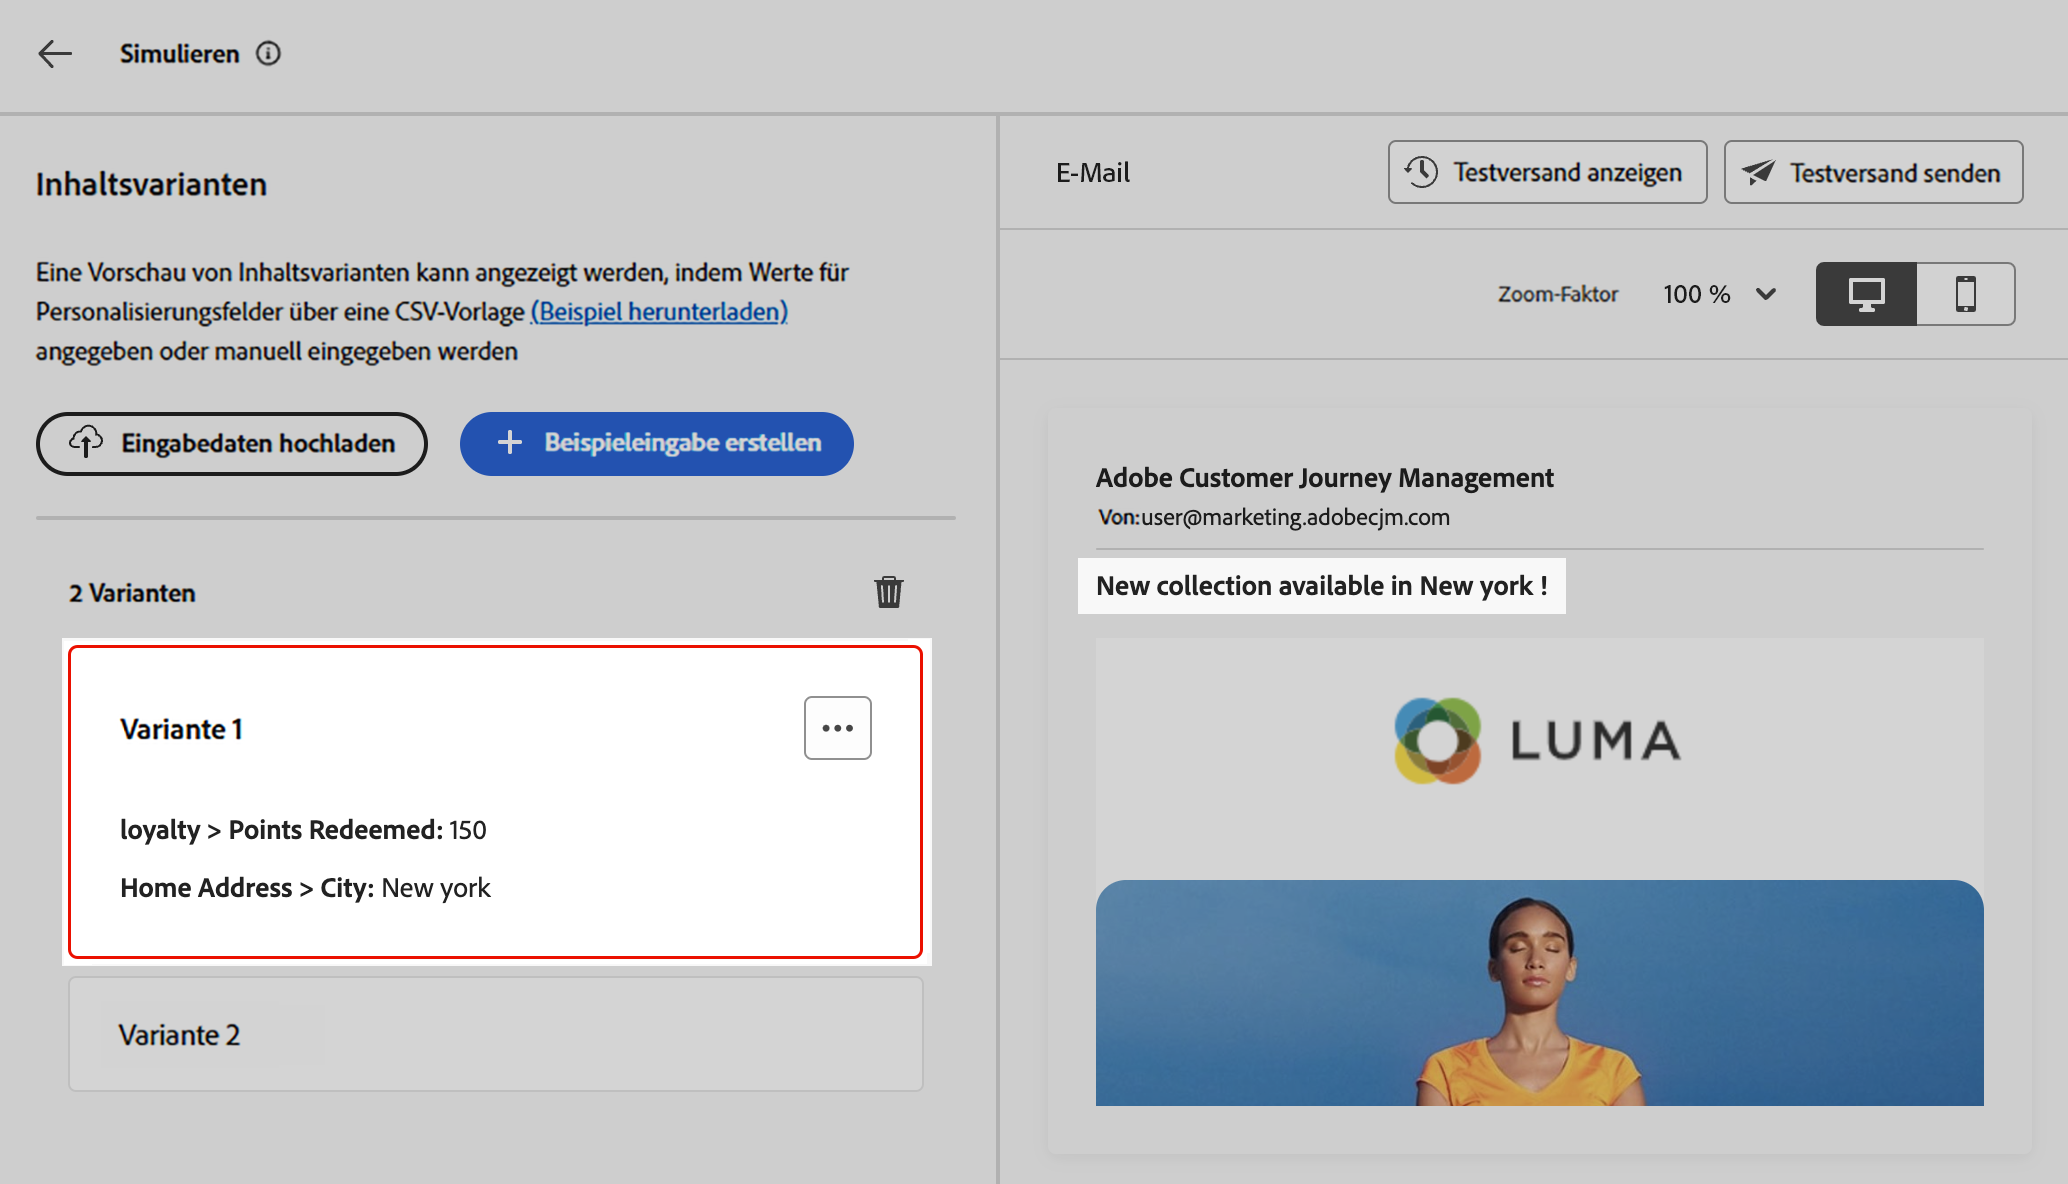 Simulieren
Inhaltsvarianten
Eine Vorschau von Inhaltsvarianten kann angezeigt werden, indem Werte für
Personalisierungsfelder über eine CSV-Vorlage (Beispiel herunterladen)
angegeben oder manuell eingegeben werden
Eingabedaten hochladen
Beispieleingabe erstellen
2 Varianten
Variante 1
loyalty > Points Redeemed: 150
Home Address > City: New york
Variante 2
E-Mail
Testversand anzeigen
Testversand senden
Zoom-Faktor
100 %
Adobe Customer Journey Management
Von:user@marketing.adobecjm.com
New collection available in New york !
LUMA